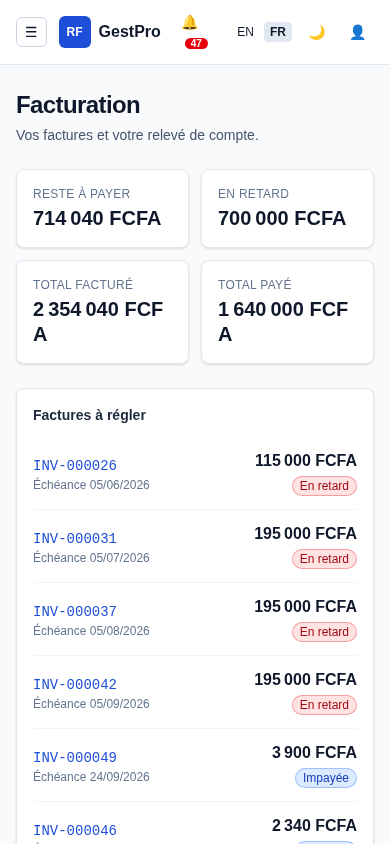 ☰ RF GestPro 47 EN FR
Facturation
Vos factures et votre relevé de compte.
RESTE À PAYER
714 040 FCFA
EN RETARD
700 000 FCFA
TOTAL FACTURÉ
2 354 040 FCF
A
TOTAL PAYÉ
1 640 000 FCF
A
Factures à régler
INV-000026
115 000 FCFA
Échéance 05/06/2026
En retard
INV-000031
195 000 FCFA
Échéance 05/07/2026
En retard
INV-000037
195 000 FCFA
Échéance 05/08/2026
En retard
INV-000042
195 000 FCFA
Échéance 05/09/2026
En retard
INV-000049
3 900 FCFA
Échéance 24/09/2026
Impayée
INV-000046
2 340 FCFA